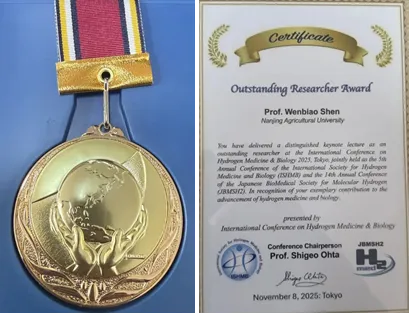 Certificate
Outstanding Researcher Award
Prof. Wenbiao Shen
Nanjing Agricultural University
You have delivered a distinguished keynote lecture as an
outstanding researcher at the International Conference on
Hydrogen Medicine & Biology 2025, Tokyo, jointly held as the 5th
Annual Conference of the International Society for Hydrogen
Medicine and Biology (ISHMB) and the 14th Annual Conference
of the Japanese BioMedical Society for Molecular Hydrogen
(JBMSH2). In recognition of your exemplary contribution to the
advancement of hydrogen medicine and biology.
presented by
International Conference on Hydrogen Medicine & Biology
Conference Chairperson
Prof. Shigeo Ohta
JBMSH2
H2
Shigeo Ohta
November 8, 2025: Tokyo